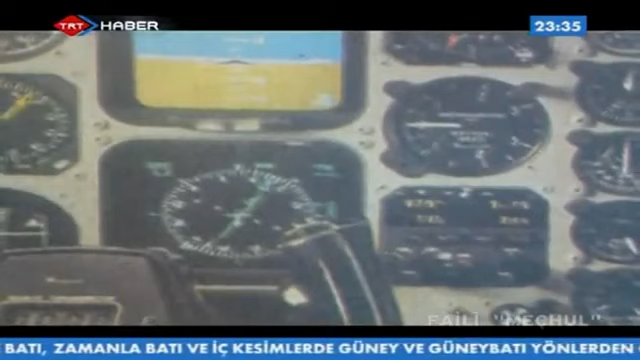 TRT HABER
23:35
FAİLİ "MEÇHUL"
BATI, ZAMANLA BATI VE İÇ KESİMLERDE GÜNEY VE GÜNEYBATI YÖNLERDEN